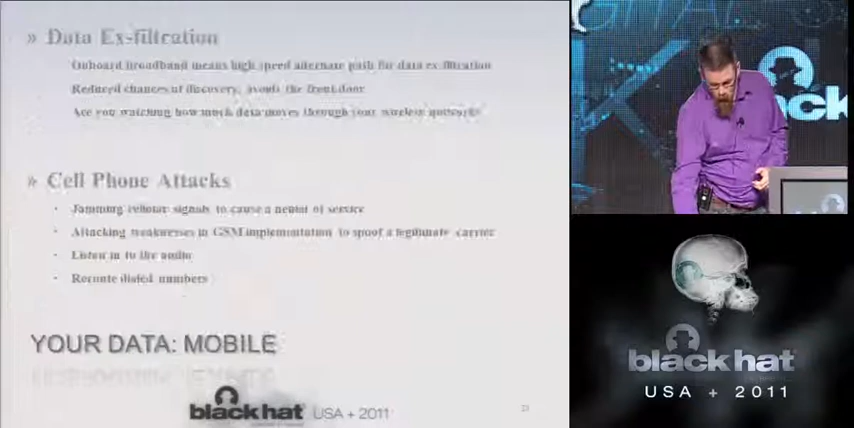 » Data Ex-filtration
Onboard broadband means high speed alternate path for data ex-filtration
Reduced chances of discovery, avoids the front door
Are you watching how much data moves through your wireless networks
» Cell Phone Attacks
· Jamming cellular signals to cause a denial of service
· Attacking weaknesses in GSM implementation to spoof a legitimate carrier
· Listen in to the audio
· Reroute dialed numbers
YOUR DATA: MOBILE
black hat USA + 2011
DIGITAL
ack
black hat
USA + 2011